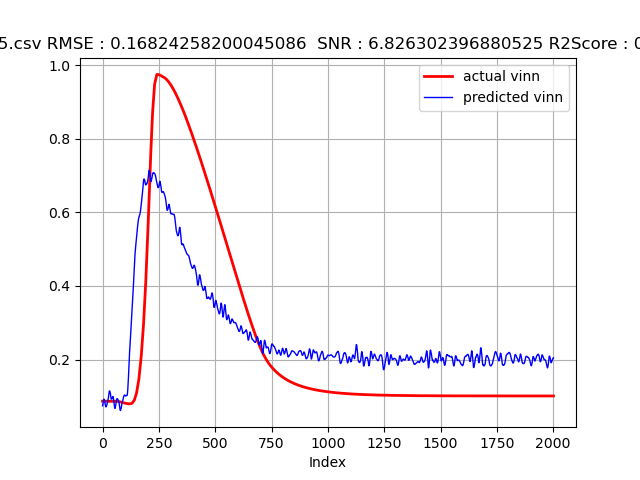 5.csv RMSE : 0.16824258200045086  SNR : 6.826302396880525 R2Score : 0
actual vinn
predicted vinn
1.0
0.8
0.6
0.4
0.2
0 250 500 750 1000 1250 1500 1750 2000
Index